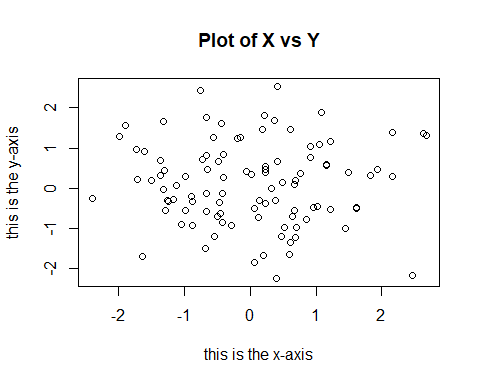 Plot of X vs Y
this is the y-axis
2
1
0
-1
-2
-2 -1 0 1 2
this is the x-axis